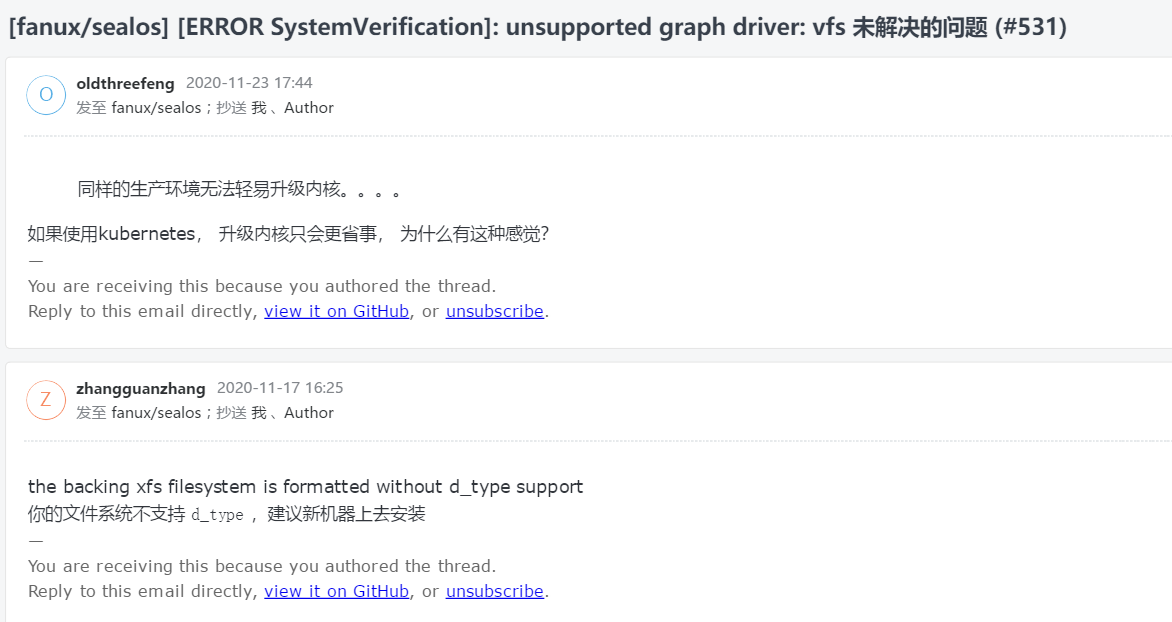 [fanux/sealos] [ERROR SystemVerification]: unsupported graph driver: vfs 未解决的问题 (#531)
O
oldthreefeng 2020-11-23 17:44
发至 fanux/sealos；抄送 我 、Author
同样的生产环境无法轻易升级内核。。。。
如果使用kubernetes， 升级内核只会更省事， 为什么有这种感觉？
—
You are receiving this because you authored the thread.
Reply to this email directly, view it on GitHub, or unsubscribe.
Z
zhangguanzhang 2020-11-17 16:25
发至 fanux/sealos；抄送 我 、Author
the backing xfs filesystem is formatted without d_type support
你的文件系统不支持 d_type ，建议新机器上去安装
—
You are receiving this because you authored the thread.
Reply to this email directly, view it on GitHub, or unsubscribe.